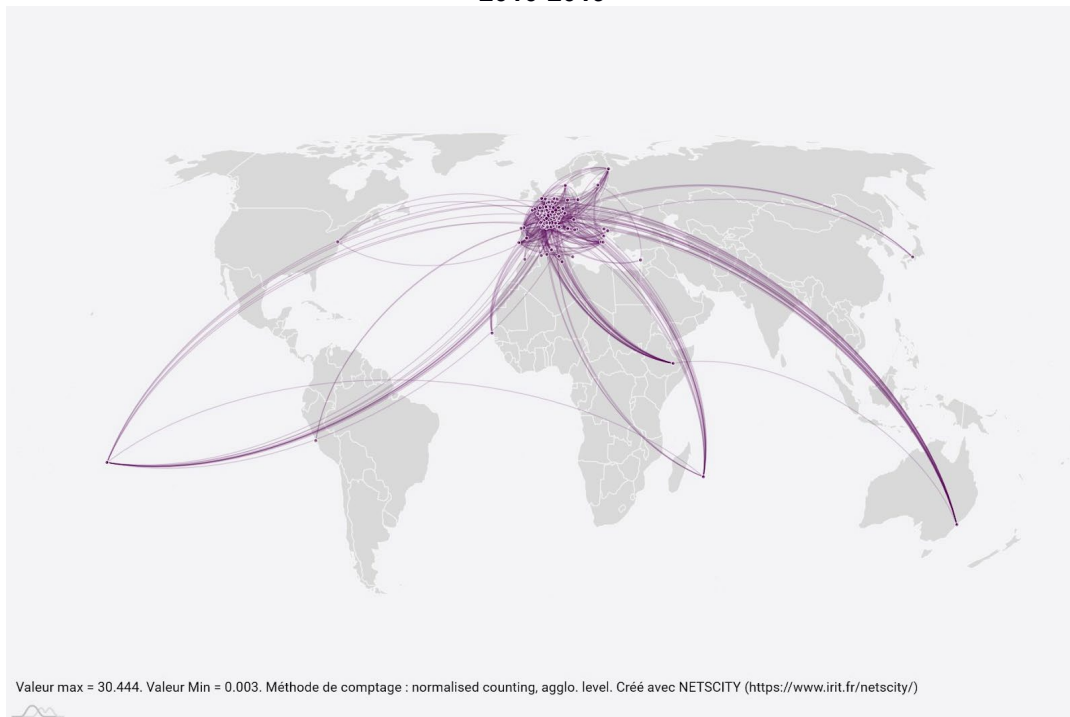 Valeur max = 30.444. Valeur Min = 0.003. Méthode de comptage : normalised counting, agglo. level. Créé avec NETSCITY (https://www.irit.fr/netscity/)